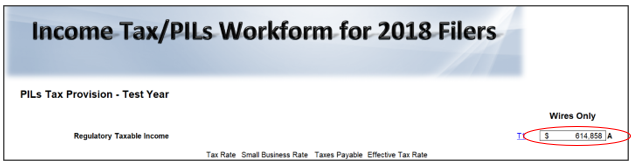 Income Tax/PILs Workform for 2018 Filers
PILs Tax Provision - Test Year
Wires Only
Regulatory Taxable Income T1 $ 614,858 A
Tax Rate Small Business Rate Taxes Payable Effective Tax Rate